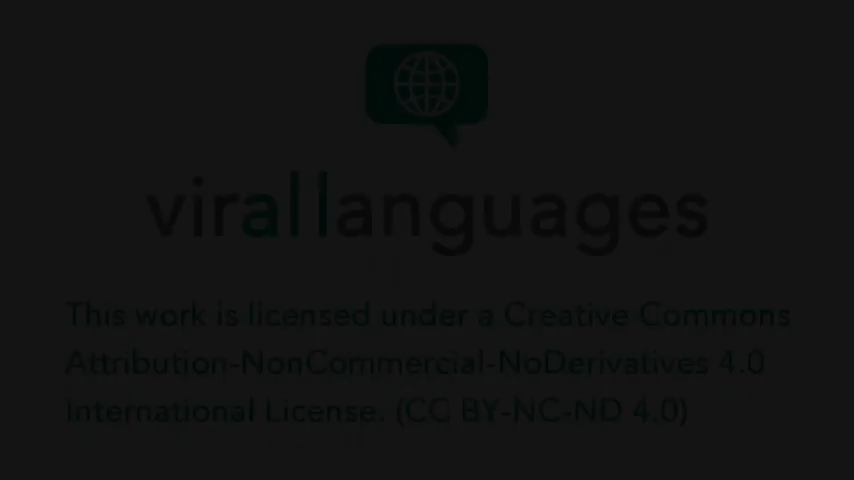 virallanguages
This work is licensed under a Creative Commons
Attribution-NonCommercial-NoDerivatives 4.0
International License. (CC BY-NC-ND 4.0)